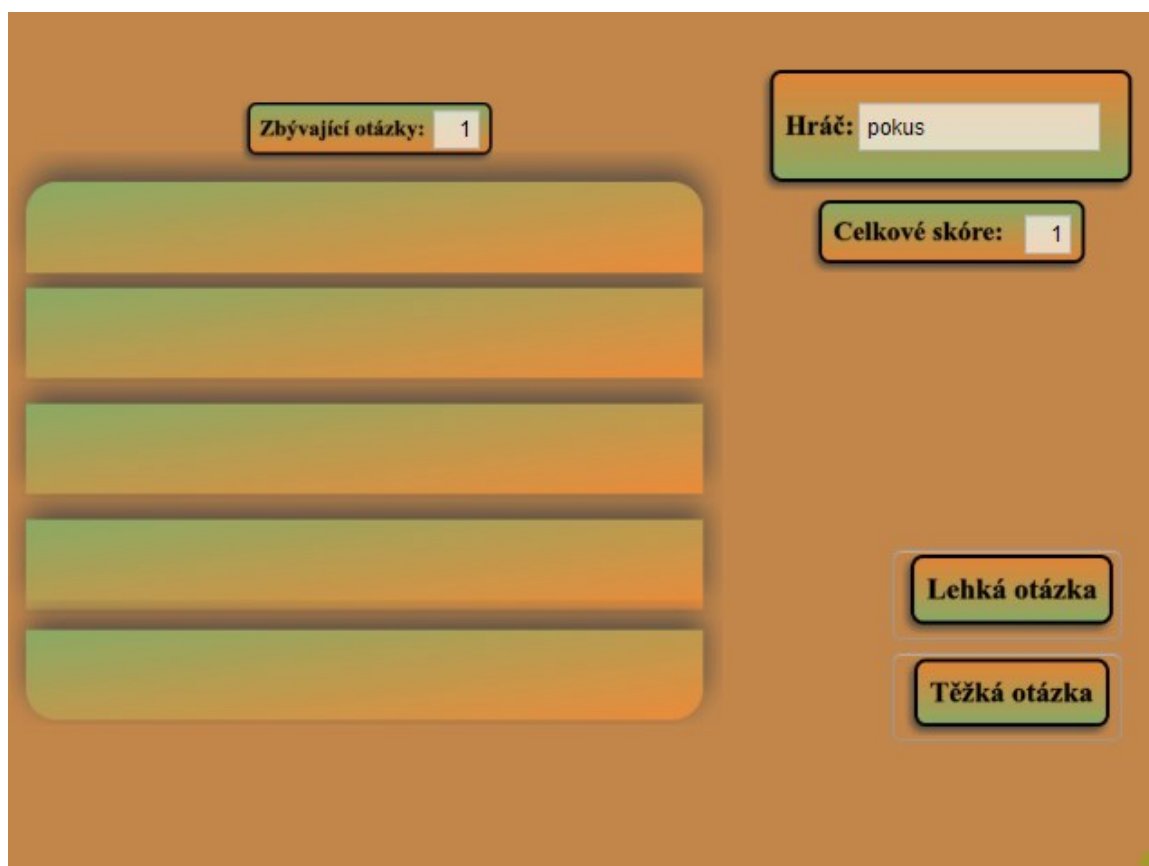 Zbývající otázky: 1
Hráč: pokus
Celkové skóre: 1
Lehká otázka
Těžká otázka